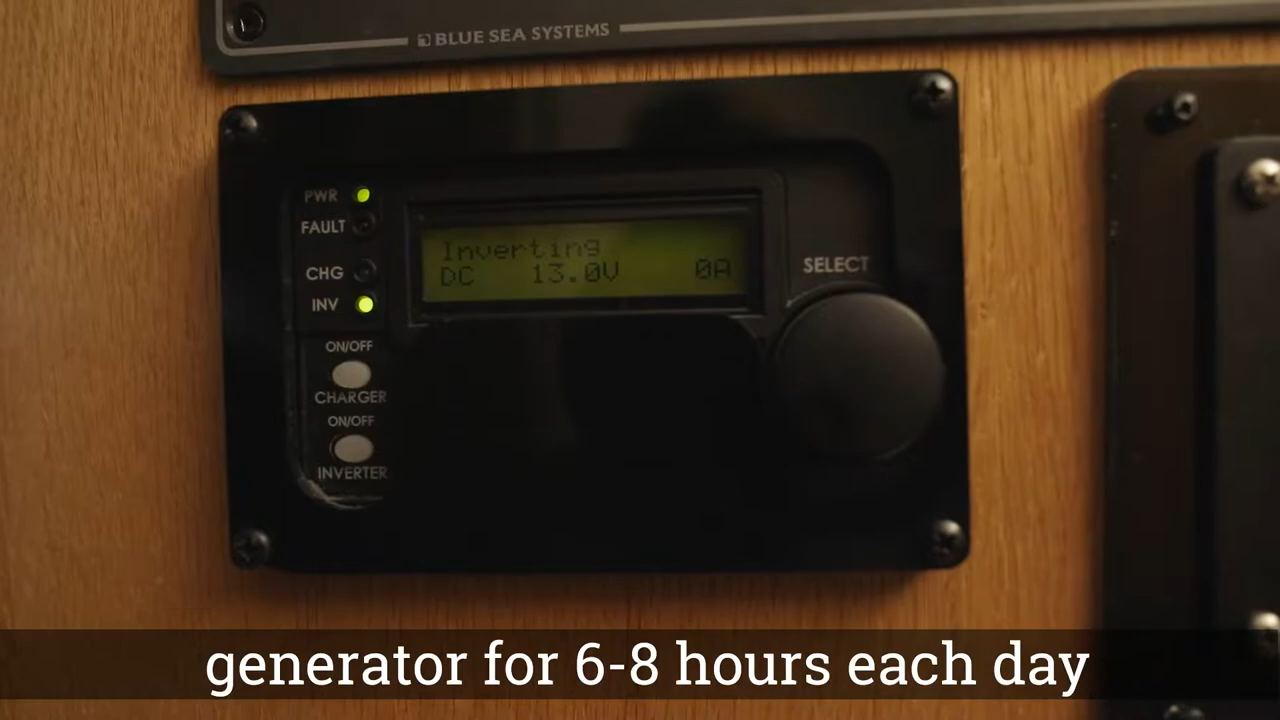 BLUE SEA SYSTEMS
PWR
FAULT
CHG
INV
Inverting
DC 13.0V 0A
SELECT
ON/OFF
CHARGER
ON/OFF
INVERTER
generator for 6-8 hours each day